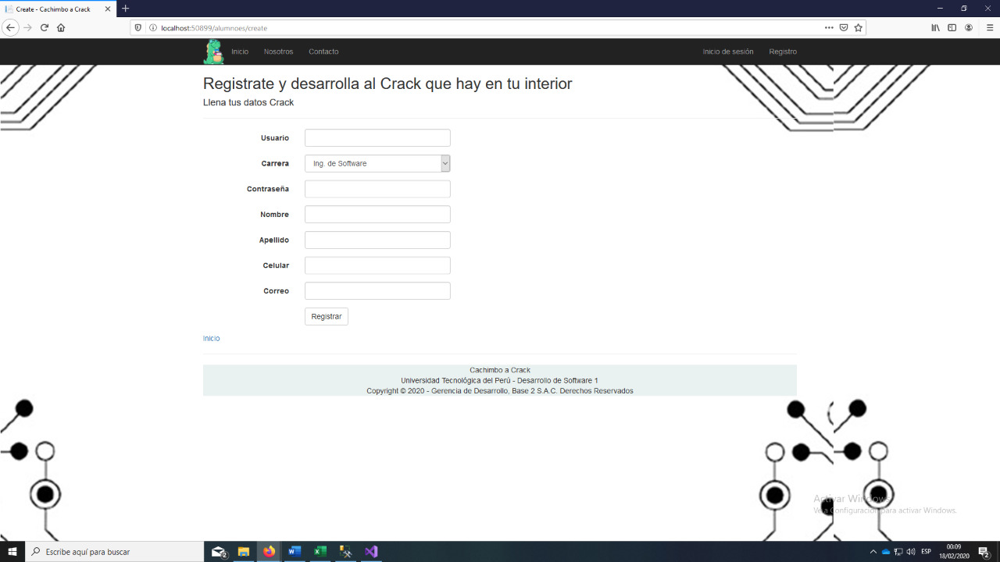 Create - Cachimbo a Crack
localhost:50899/alumnoes/create
Inicio Nosotros Contacto Inicio de sesión Registro
Registrate y desarrolla al Crack que hay en tu interior
Llena tus datos Crack
Usuario
Carrera Ing. de Software
Contraseña
Nombre
Apellido
Celular
Correo
Registrar
Inicio
Cachimbo a Crack
Universidad Tecnológica del Perú - Desarrollo de Software 1
Copyright © 2020 - Gerencia de Desarrollo, Base 2 S.A.C. Derechos Reservados
Activar Windows
Ve a Configuración para activar Windows.
Escribe aquí para buscar
2
ESP
00:09
18/02/2020
2